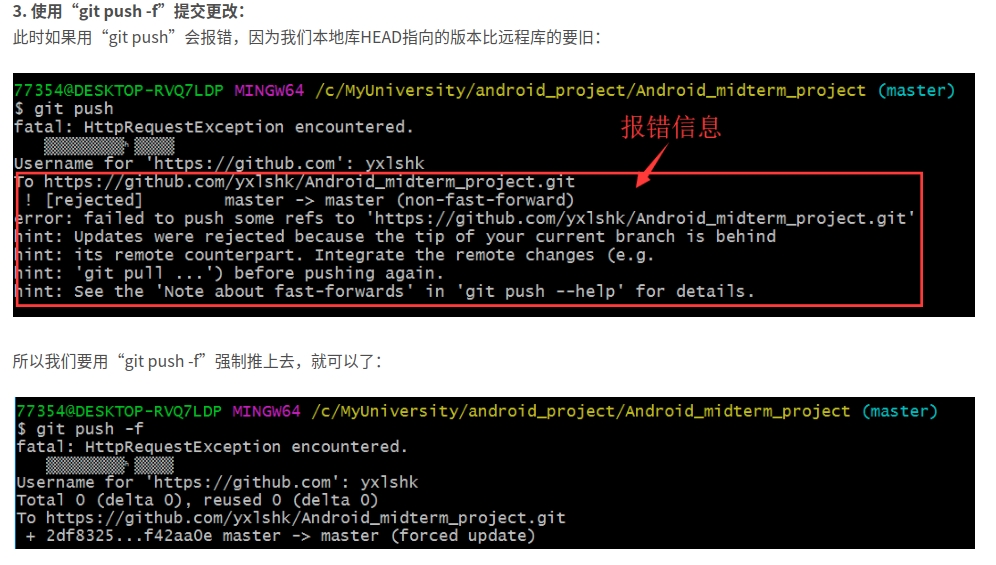 3. 使用“git push -f”提交更改：
此时如果用“git push”会报错，因为我们本地库HEAD指向的版本比远程库的要旧：
77354@DESKTOP-RVQ7LDP MINGW64 /c/MyUniversity/android_project/Android_midterm_project (master)
$ git push
fatal: HttpRequestException encountered.
报错信息
Username for 'https://github.com': yxlshk
To https://github.com/yxlshk/Android_midterm_project.git
! [rejected] master -> master (non-fast-forward)
error: failed to push some refs to 'https://github.com/yxlshk/Android_midterm_project.git'
hint: Updates were rejected because the tip of your current branch is behind
hint: its remote counterpart. Integrate the remote changes (e.g.
hint: 'git pull ...') before pushing again.
hint: See the 'Note about fast-forwards' in 'git push --help' for details.
所以我们要用“git push -f”强制推上去，就可以了：
77354@DESKTOP-RVQ7LDP MINGW64 /c/MyUniversity/android_project/Android_midterm_project (master)
$ git push -f
fatal: HttpRequestException encountered.
Username for 'https://github.com': yxlshk
Total 0 (delta 0), reused 0 (delta 0)
To https://github.com/yxlshk/Android_midterm_project.git
+ 2df8325...f42aa0e master -> master (forced update)